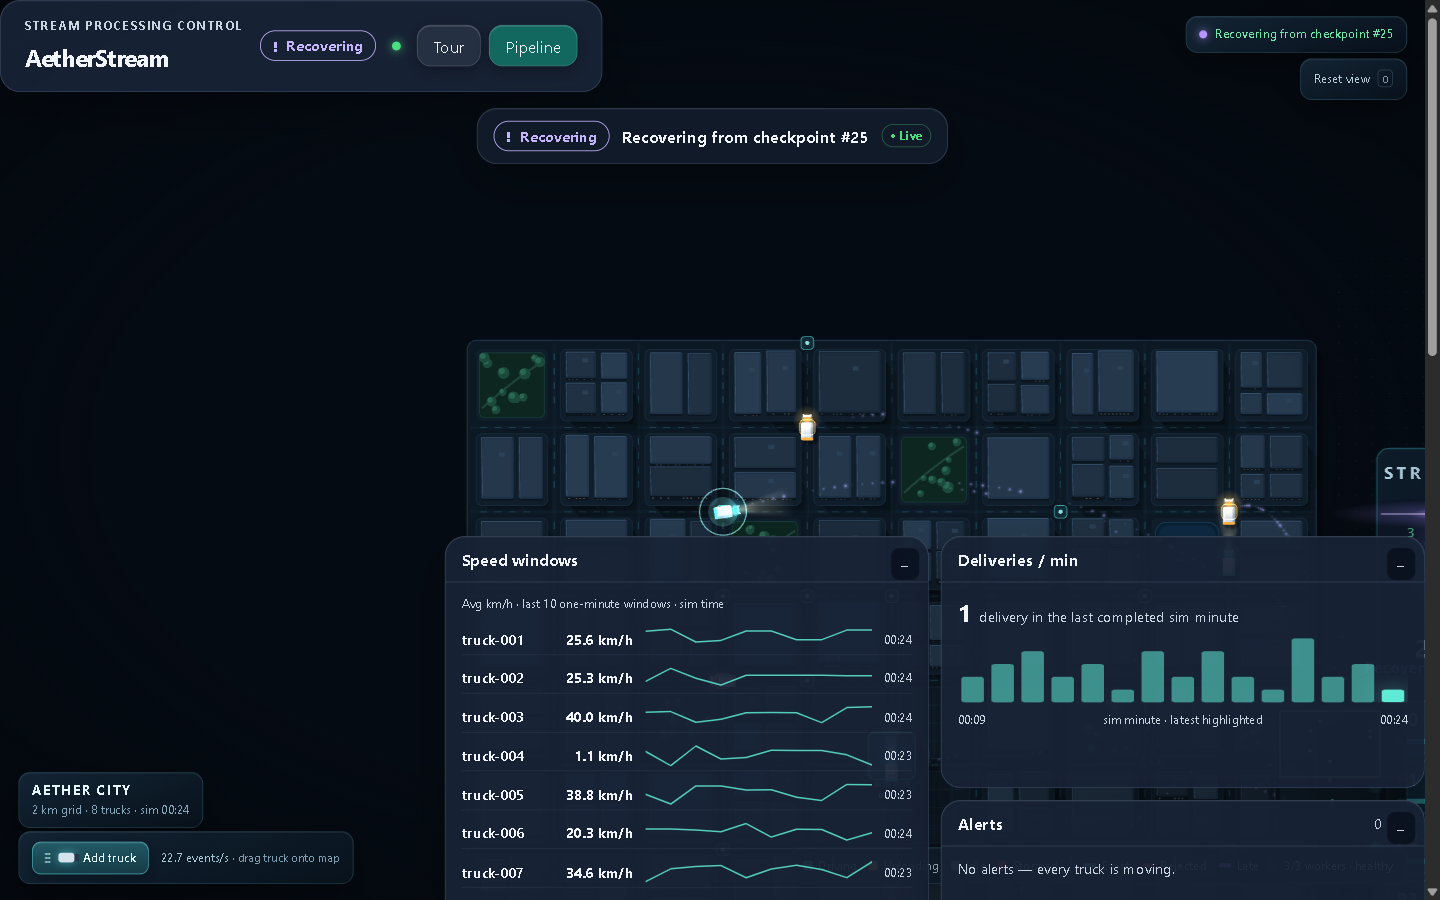 STREAM PROCESSING CONTROL
AetherStream
! Recovering
Tour
Pipeline
Recovering from checkpoint #25
Reset view 0
! Recovering Recovering from checkpoint #25 • Live
STR
3
Speed windows
Avg km/h · last 10 one-minute windows · sim time
truck-001 25.6 km/h 00:24
truck-002 25.3 km/h 00:24
truck-003 40.0 km/h 00:24
truck-004 1.1 km/h 00:23
truck-005 38.8 km/h 00:23
truck-006 20.3 km/h 00:24
truck-007 34.6 km/h 00:23
Deliveries / min
1 delivery in the last completed sim minute
00:09 sim minute · latest highlighted 00:24
Alerts 0
No alerts — every truck is moving.
AETHER CITY
2 km grid · 8 trucks · sim 00:24
Add truck 22.7 events/s · drag truck onto map